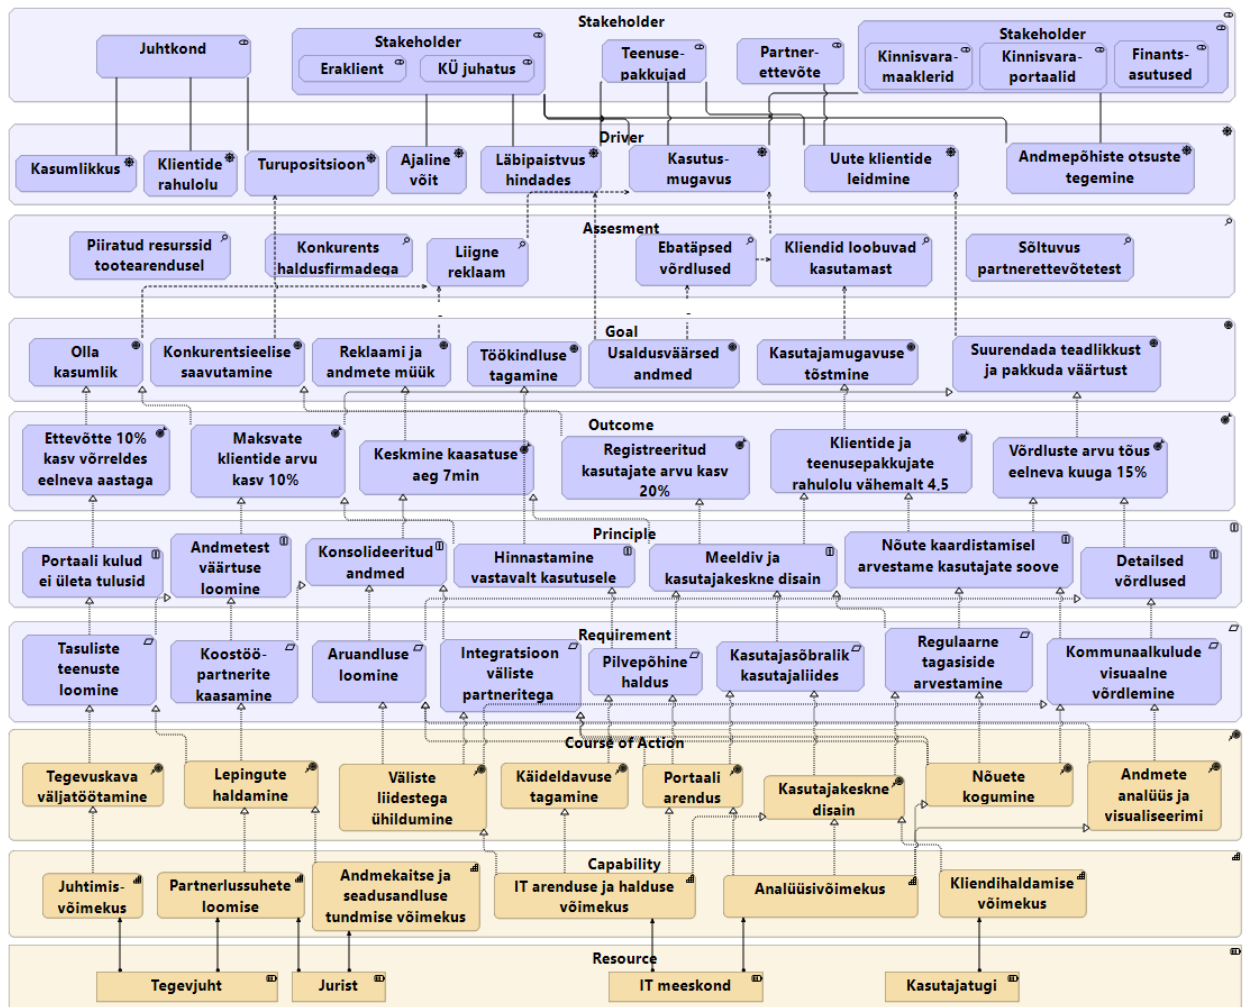 Stakeholder
Juhtkond
Stakeholder
Eraklient
KÜ juhatus
Teenuse-
pakkujad
Partner-
ettevõte
Stakeholder
Kinnisvara-
maaklerid
Kinnisvara-
portaalid
Finants-
asutused
Driver
Kasumlikkus
Klientide
rahulolu
Turupositsioon
Ajaline
võit
Läbipaistvus
hindades
Kasutus-
mugavus
Uute klientide
leidmine
Andmepõhiste otsuste
tegemine
Assesment
Piiratud resurssid
tootearendusel
Konkurents
haldusfirmadega
Liigne
reklaam
Ebatäpsed
võrdlused
Kliendid loobuvad
kasutamast
Sõltuvus
partnerettevõtetest
Goal
Olla
kasumlik
Konkurentsieelise
saavutamine
Reklaami ja
andmete müük
Töökindluse
tagamine
Usaldusväärsed
andmed
Kasutajamugavuse
tõstmine
Suurendada teadlikkust
ja pakkuda väärtust
Outcome
Ettevõtte 10%
kasv võrreldes
eelneva aastaga
Maksvate
klientide arvu
kasv 10%
Keskmine kaasatuse
aeg 7min
Registreeritud
kasutajate arvu kasv
20%
Klientide ja
teenusepakkujate
rahulolu vähemalt 4,5
Võrdluste arvu tõus
eelneva kuuga 15%
Principle
Portaali kulud
ei ületa tulusid
Andmetest
väärtuse
loomine
Konsolideeritud
andmed
Hinnastamine
vastavalt kasutusele
Meeldiv ja
kasutajakeskne disain
Nõute kaardistamisel
arvestame kasutajate soove
Detailsed
võrdlused
Requirement
Tasuliste
teenuste
loomine
Koostöö-
partnerite
kaasamine
Aruandluse
loomine
Integratsioon
väliste
partneritega
Pilvepõhine
haldus
Kasutajasõbralik
kasutajaliides
Regulaarne
tagasiside
arvestamine
Kommunaalkulude
visuaalne
võrdlemine
Course of Action
Tegevuskava
väljatöötamine
Lepingute
haldamine
Väliste
liidestega
ühildumine
Käideldavuse
tagamine
Portaali
arendus
Kasutajakeskne
disain
Nõuete
kogumine
Andmete
analüüs ja
visualiseerimi
Capability
Juhtimis-
võimekus
Partnerlussuhete
loomise
Andmekaitse ja
seadusandluse
tundmise võimekus
IT arenduse ja halduse
võimekus
Analüüsivõimekus
Kliendihaldamise
võimekus
Resource
Tegevjuht
Jurist
IT meeskond
Kasutajatugi